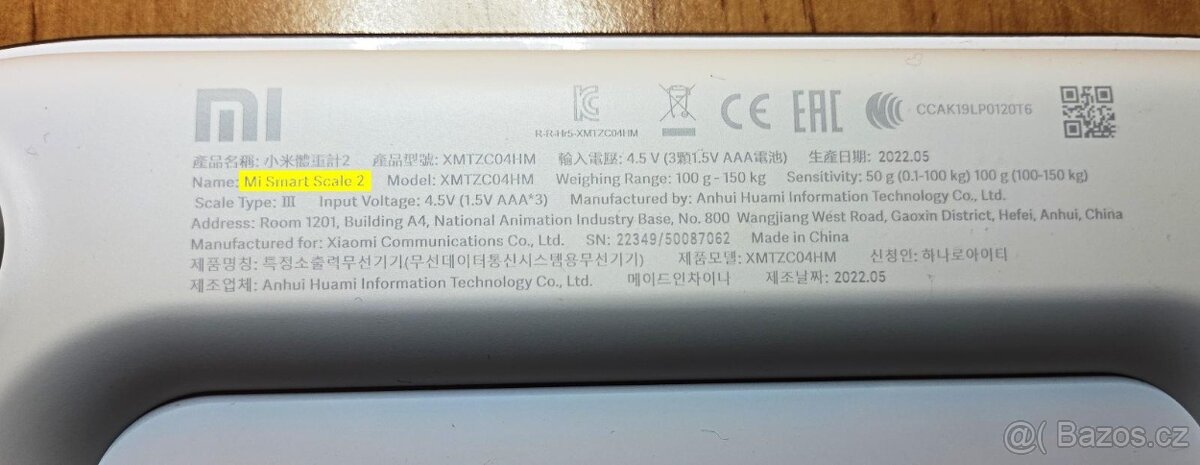 MI
R-R-Hr5-XMTZC04HM
CE EAC CCAK19LP0120T6
產品名稱: 小米體重計2 產品型號: XMTZC04HM 輸入電壓: 4.5 V (3顆1.5V AAA電池) 生產日期: 2022.05
Name: Mi Smart Scale 2 Model: XMTZC04HM Weighing Range: 100 g - 150 kg Sensitivity: 50 g (0.1-100 kg) 100 g (100-150 kg)
Scale Type: Ⅲ Input Voltage: 4.5V (1.5V AAA*3) Manufactured by: Anhui Huami Information Technology Co., Ltd.
Address: Room 1201, Building A4, National Animation Industry Base, No. 800 Wangjiang West Road, Gaoxin District, Hefei, Anhui, China
Manufactured for: Xiaomi Communications Co., Ltd. SN: 22349/50087062 Made in China
제품명칭: 특정소출력무선기기(무선데이터통신시스템용무선기기) 제품모델: XMTZC04HM 신청인: 하나로아이티
제조업체: Anhui Huami Information Technology Co., Ltd. 메이드인차이나 제조날짜: 2022.05
@( Bazos.cz